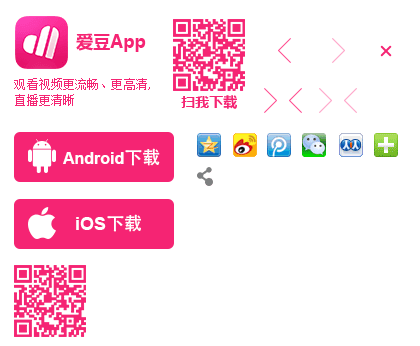 爱豆App
观看视频更流畅、更高清,
直播更清晰
扫我下载
Android下载
iOS下载